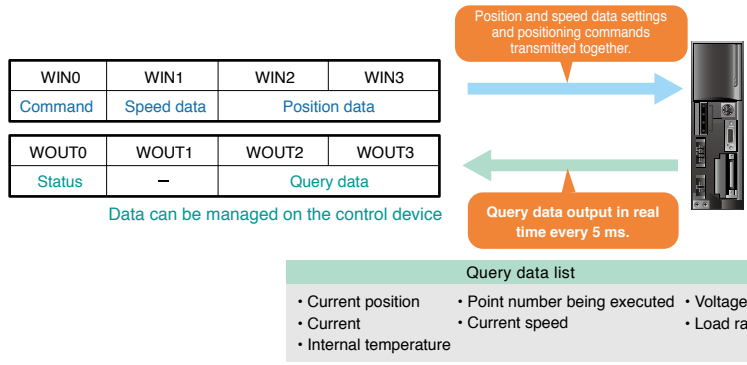 Position and speed data settings
and positioning commands
transmitted together.
WIN0 WIN1 WIN2 WIN3
Command Speed data Position data
WOUT0 WOUT1 WOUT2 WOUT3
Status – Query data
Data can be managed on the control device
Query data output in real
time every 5 ms.
Query data list
• Current position • Point number being executed • Voltage
• Current • Current speed • Load ra
• Internal temperature